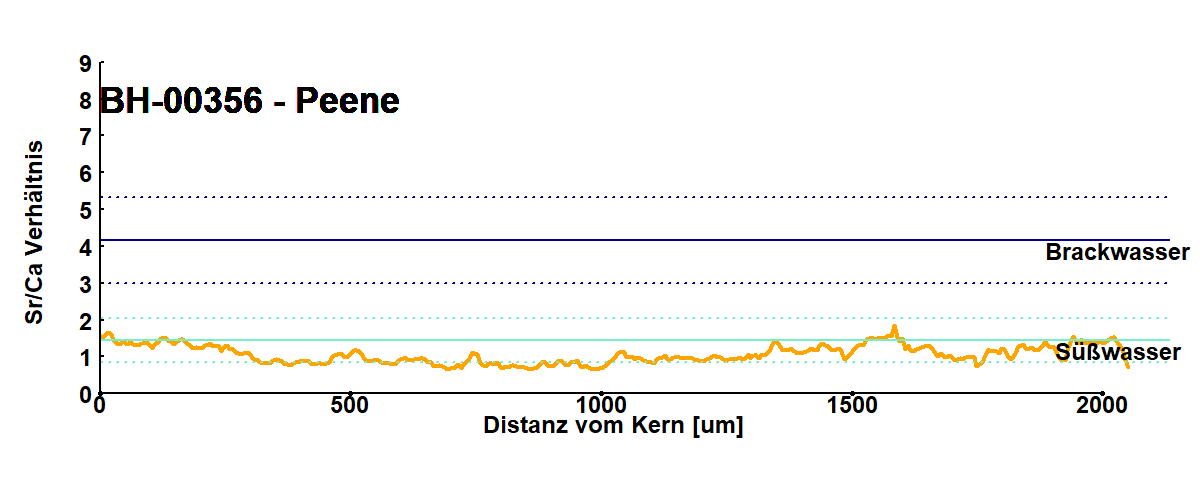 9
BH-00356 - Peene
8
7
6
5
4
3
2
1
0
Sr/Ca Verhältnis
Brackwasser
Süßwasser
0 500 1000 1500 2000
Distanz vom Kern [um]